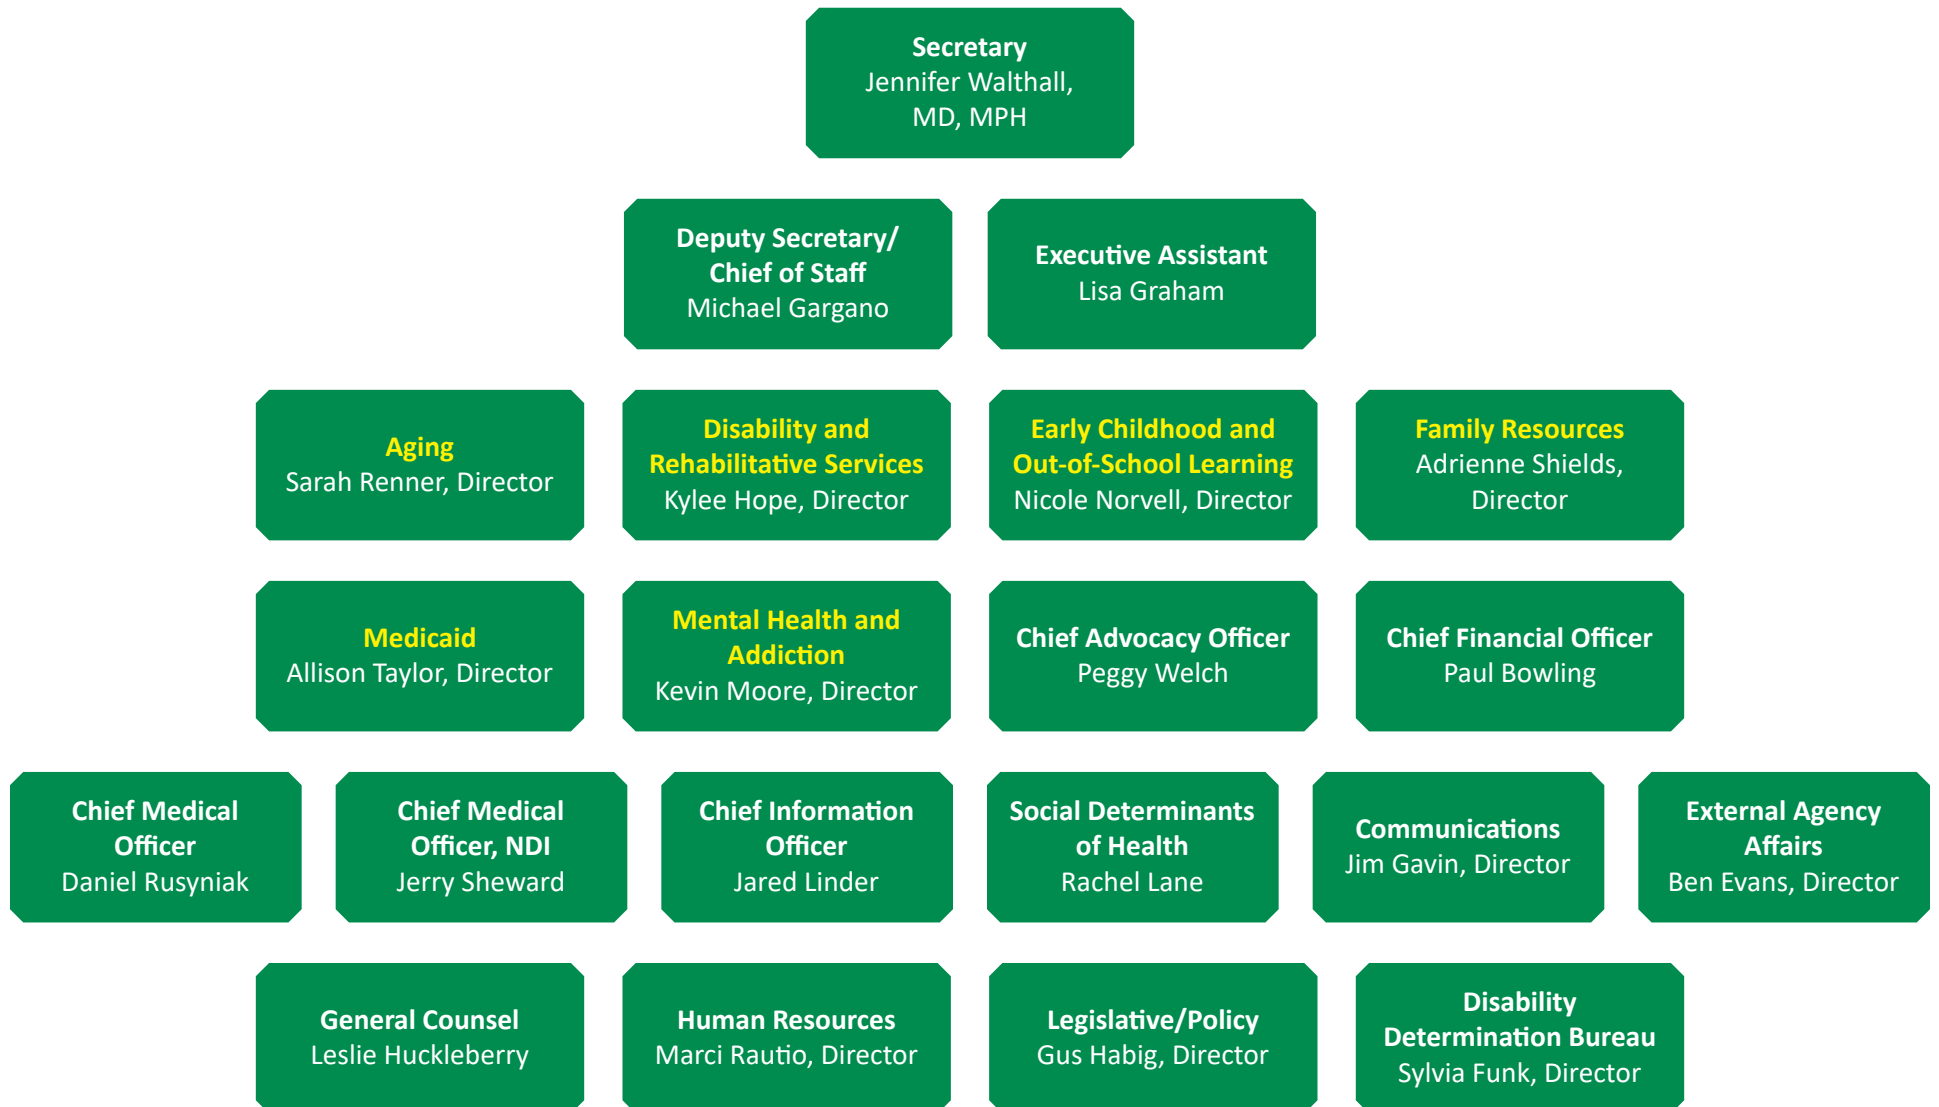 Secretary
Jennifer Walthall,
MD, MPH
Deputy Secretary/
Chief of Staff
Michael Gargano
Executive Assistant
Lisa Graham
Aging
Sarah Renner, Director
Disability and
Rehabilitative Services
Kylee Hope, Director
Early Childhood and
Out-of-School Learning
Nicole Norvell, Director
Family Resources
Adrienne Shields,
Director
Medicaid
Allison Taylor, Director
Mental Health and
Addiction
Kevin Moore, Director
Chief Advocacy Officer
Peggy Welch
Chief Financial Officer
Paul Bowling
Chief Medical
Officer
Daniel Rusyniak
Chief Medical
Officer, NDI
Jerry Sheward
Chief Information
Officer
Jared Linder
Social Determinants
of Health
Rachel Lane
Communications
Jim Gavin, Director
External Agency
Affairs
Ben Evans, Director
General Counsel
Leslie Huckleberry
Human Resources
Marci Rautio, Director
Legislative/Policy
Gus Habig, Director
Disability
Determination Bureau
Sylvia Funk, Director